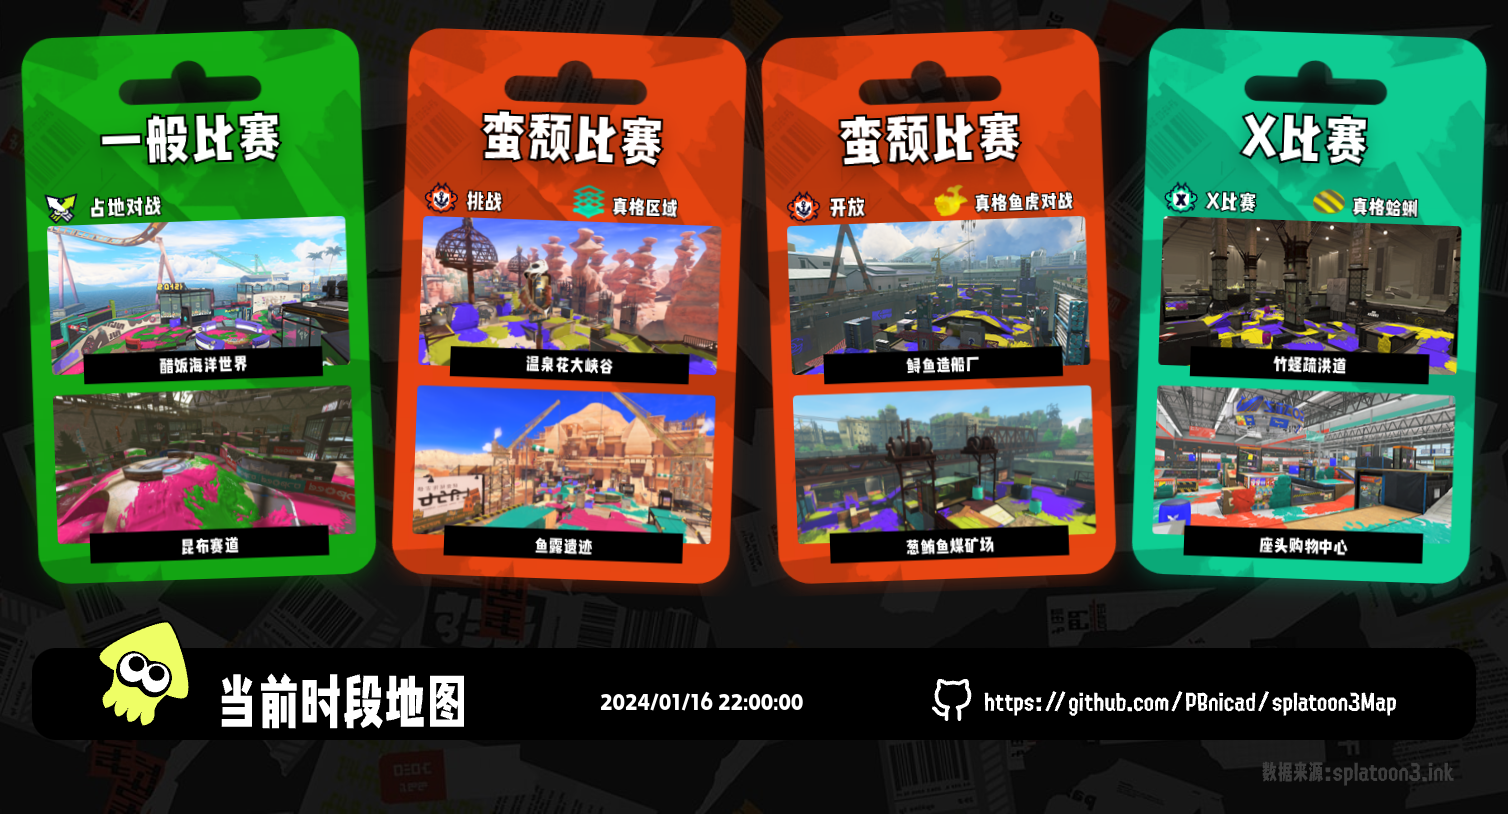 一般比赛
占地对战
醋饭海洋世界
昆布赛道
蛮颓比赛
挑战
真格区域
温泉花大峡谷
鱼露遗迹
蛮颓比赛
开放
真格鱼虎对战
鲟鱼造船厂
葱鲔鱼煤矿场
X比赛
X比赛
真格蛤蜊
竹蛏疏洪道
座头购物中心
当前时段地图
2024/01/16 22:00:00
https://github.com/PBnicad/splatoon3Map
数据来源:splatoon3.ink